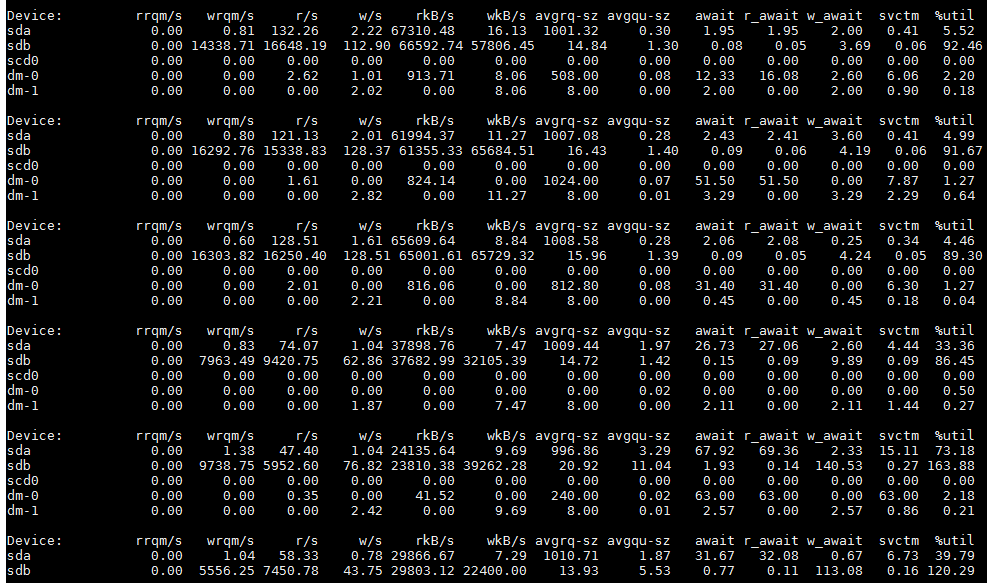 Device: rrqm/s wrqm/s r/s w/s rkB/s wkB/s avgrq-sz avgqu-sz await r_await w_await svctm %util
sda 0.00 0.81 132.26 2.22 67310.48 16.13 1001.32 0.30 1.95 1.95 2.00 0.41 5.52
sdb 0.00 14338.71 16648.19 112.90 66592.74 57806.45 14.84 1.30 0.08 0.05 3.69 0.06 92.46
scd0 0.00 0.00 0.00 0.00 0.00 0.00 0.00 0.00 0.00 0.00 0.00 0.00 0.00
dm-0 0.00 0.00 2.62 1.01 913.71 8.06 508.00 0.08 12.33 16.08 2.60 6.06 2.20
dm-1 0.00 0.00 0.00 2.02 0.00 8.06 8.00 0.00 2.00 0.00 2.00 0.90 0.18
Device: rrqm/s wrqm/s r/s w/s rkB/s wkB/s avgrq-sz avgqu-sz await r_await w_await svctm %util
sda 0.00 0.80 121.13 2.01 61994.37 11.27 1007.08 0.28 2.43 2.41 3.60 0.41 4.99
sdb 0.00 16292.76 15338.83 128.37 61355.33 65684.51 16.43 1.40 0.09 0.06 4.19 0.06 91.67
scd0 0.00 0.00 0.00 0.00 0.00 0.00 0.00 0.00 0.00 0.00 0.00 0.00 0.00
dm-0 0.00 0.00 1.61 0.00 824.14 0.00 1024.00 0.07 51.50 51.50 0.00 7.87 1.27
dm-1 0.00 0.00 0.00 2.82 0.00 11.27 8.00 0.01 3.29 0.00 3.29 2.29 0.64
Device: rrqm/s wrqm/s r/s w/s rkB/s wkB/s avgrq-sz avgqu-sz await r_await w_await svctm %util
sda 0.00 0.60 128.51 1.61 65609.64 8.84 1008.58 0.28 2.06 2.08 0.25 0.34 4.46
sdb 0.00 16303.82 16250.40 128.51 65001.61 65729.32 15.96 1.39 0.09 0.05 4.24 0.05 89.30
scd0 0.00 0.00 0.00 0.00 0.00 0.00 0.00 0.00 0.00 0.00 0.00 0.00 0.00
dm-0 0.00 0.00 2.01 0.00 816.06 0.00 812.80 0.08 31.40 31.40 0.00 6.30 1.27
dm-1 0.00 0.00 0.00 2.21 0.00 8.84 8.00 0.00 0.45 0.00 0.45 0.18 0.04
Device: rrqm/s wrqm/s r/s w/s rkB/s wkB/s avgrq-sz avgqu-sz await r_await w_await svctm %util
sda 0.00 0.83 74.07 1.04 37898.76 7.47 1009.44 1.97 26.73 27.06 2.60 4.44 33.36
sdb 0.00 7963.49 9420.75 62.86 37682.99 32105.39 14.72 1.42 0.15 0.09 9.89 0.09 86.45
scd0 0.00 0.00 0.00 0.00 0.00 0.00 0.00 0.00 0.00 0.00 0.00 0.00 0.00
dm-0 0.00 0.00 0.00 0.00 0.00 0.00 0.00 0.02 0.00 0.00 0.00 0.00 0.50
dm-1 0.00 0.00 0.00 1.87 0.00 7.47 8.00 0.00 2.11 0.00 2.11 1.44 0.27
Device: rrqm/s wrqm/s r/s w/s rkB/s wkB/s avgrq-sz avgqu-sz await r_await w_await svctm %util
sda 0.00 1.38 47.40 1.04 24135.64 9.69 996.86 3.29 67.92 69.36 2.33 15.11 73.18
sdb 0.00 9738.75 5952.60 76.82 23810.38 39262.28 20.92 11.04 1.93 0.14 140.53 0.27 163.88
scd0 0.00 0.00 0.00 0.00 0.00 0.00 0.00 0.00 0.00 0.00 0.00 0.00 0.00
dm-0 0.00 0.00 0.35 0.00 41.52 0.00 240.00 0.02 63.00 63.00 0.00 63.00 2.18
dm-1 0.00 0.00 0.00 2.42 0.00 9.69 8.00 0.01 2.57 0.00 2.57 0.86 0.21
Device: rrqm/s wrqm/s r/s w/s rkB/s wkB/s avgrq-sz avgqu-sz await r_await w_await svctm %util
sda 0.00 1.04 58.33 0.78 29866.67 7.29 1010.71 1.87 31.67 32.08 0.67 6.73 39.79
sdb 0.00 5556.25 7450.78 43.75 29803.12 22400.00 13.93 5.53 0.77 0.11 113.08 0.16 120.29